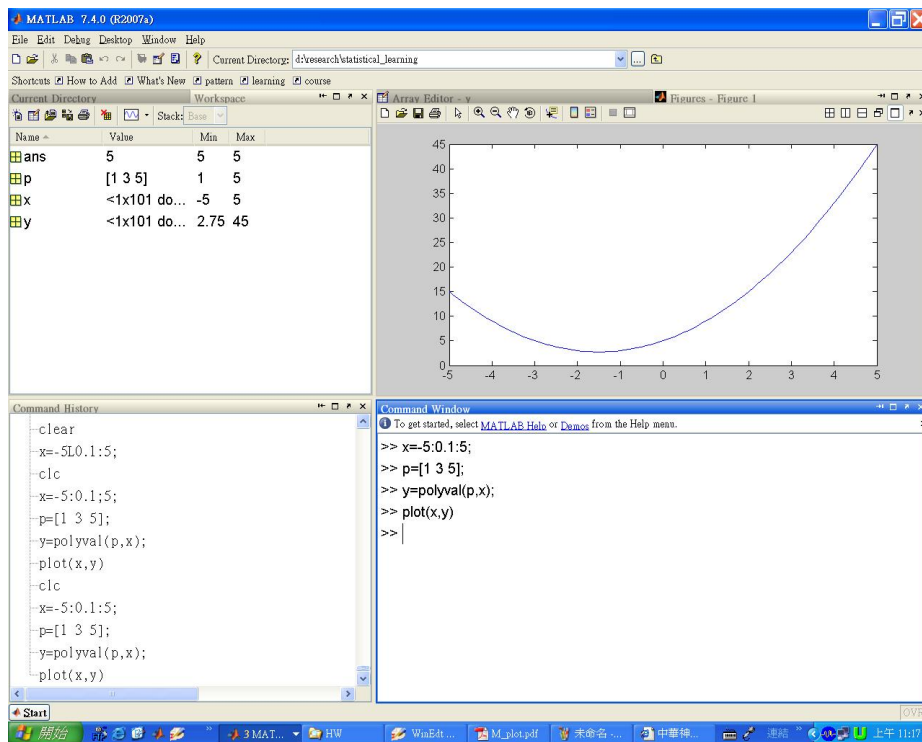 MATLAB 7.4.0 (R2007a)
File Edit Debug Desktop Window Help
Current Directory: d:\research\statistical_learning
Shortcuts How to Add What's New pattern learning course
Current Directory Workspace
Stack: Base
Name Value Min Max
ans 5 5 5
p [1 3 5] 1 5
x <1x101 do... -5 5
y <1x101 do... 2.75 45
Array Editor - y Figures - Figure 1
45
40
35
30
25
20
15
10
5
0
-5 -4 -3 -2 -1 0 1 2 3 4 5
Command History
clear
x=-5L0.1:5;
clc
x=-5:0.1;5;
p=[1 3 5];
y=polyval(p,x);
plot(x,y)
clc
x=-5:0.1:5;
p=[1 3 5];
y=polyval(p,x);
plot(x,y)
Command Window
To get started, select MATLAB Help or Demos from the Help menu.
>> x=-5:0.1:5;
>> p=[1 3 5];
>> y=polyval(p,x);
>> plot(x,y)
>>
Start
OVR
開始 3 MAT... HW WinEdt ... M_plot.pdf 未命名 -... 中華神... 連結 上午 11:17